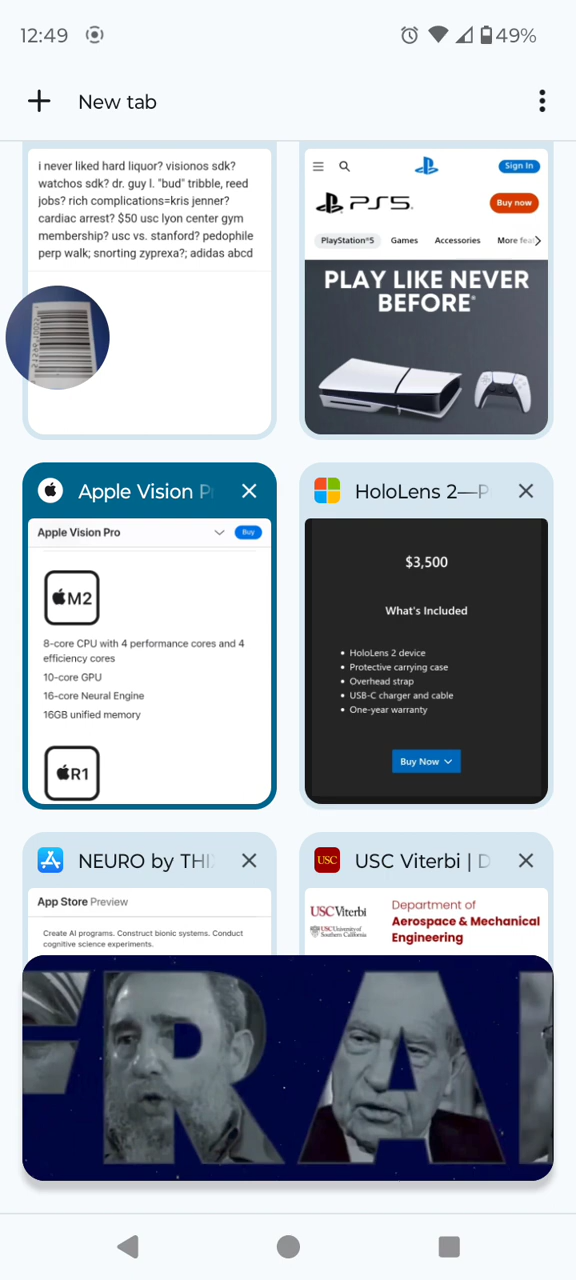 12:49
49%
New tab
i never liked hard liquor? visionos sdk?
watchos sdk? dr. guy l. "bud" tribble, reed
jobs? rich complications=kris jenner?
cardiac arrest? $50 usc lyon center gym
membership? usc vs. stanford? pedophile
perp walk; snorting zyprexa?; adidas abcd
Sign In
PS5
Buy now
PlayStation®5 Games Accessories More fea
PLAY LIKE NEVER
BEFORE
Apple Vision P
Apple Vision Pro
Buy
M2
8-core CPU with 4 performance cores and 4
efficiency cores
10-core GPU
16-core Neural Engine
16GB unified memory
R1
HoloLens 2—P
$3,500
What's Included
• HoloLens 2 device
• Protective carrying case
• Overhead strap
• USB-C charger and cable
• One-year warranty
Buy Now
NEURO by THI
App Store Preview
Create AI programs. Construct bionic systems. Conduct
cognitive science experiments.
USC
USC Viterbi | D
USC Viterbi
USC University of
Southern California
Department of
Aerospace & Mechanical
Engineering
FRA